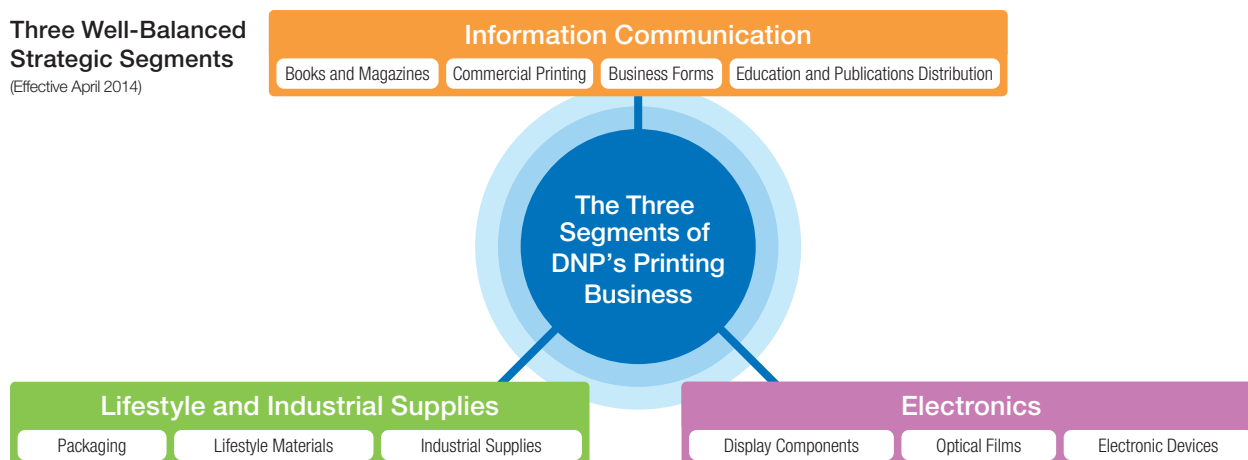 Three Well-Balanced
Strategic Segments
(Effective April 2014)
Information Communication
Books and Magazines Commercial Printing Business Forms Education and Publications Distribution
The Three
Segments of
DNP's Printing
Business
Lifestyle and Industrial Supplies
Packaging Lifestyle Materials Industrial Supplies
Electronics
Display Components Optical Films Electronic Devices